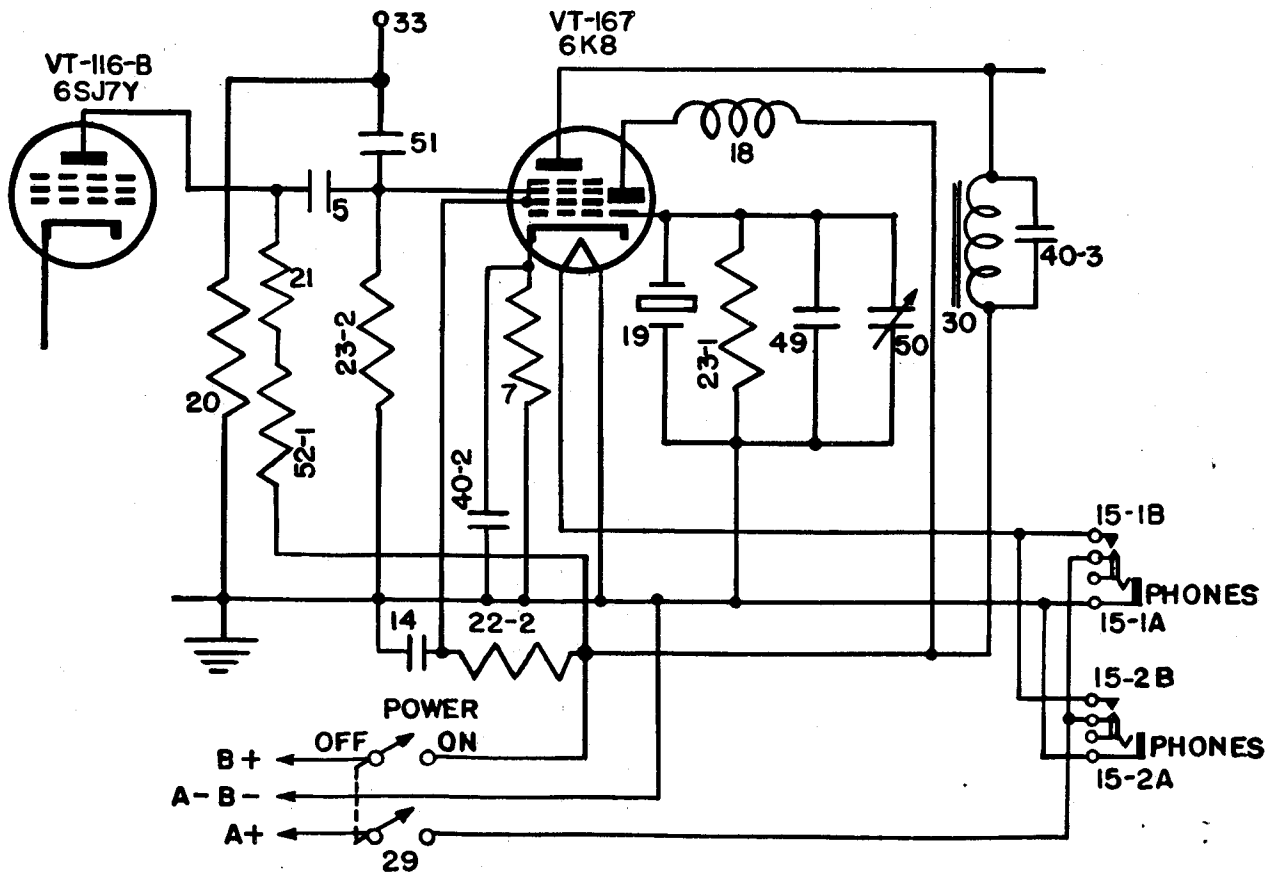 33
VT-116-B
6SJ7Y
VT-167
6K8
51
5
18
21
23-2
20
52-1
7
40-2
19
23-1
49
50
30
40-3
15-1B
PHONES
15-1A
14
22-2
15-2B
PHONES
15-2A
POWER
OFF
ON
B+
A-B-
A+
29